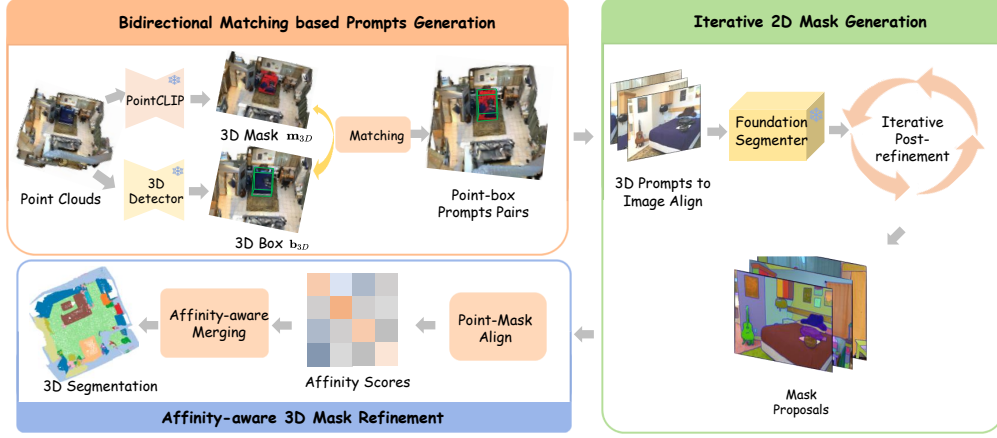 Bidirectional Matching based Prompts Generation
PointCLIP
3D Mask m3D
Matching
Point Clouds
3D
Detector
3D Box b3D
Point-box
Prompts Pairs
Iterative 2D Mask Generation
3D Prompts to
Image Align
Foundation
Segmenter
Iterative
Post-
refinement
Mask
Proposals
Point-Mask
Align
Affinity Scores
Affinity-aware
Merging
3D Segmentation
Affinity-aware 3D Mask Refinement